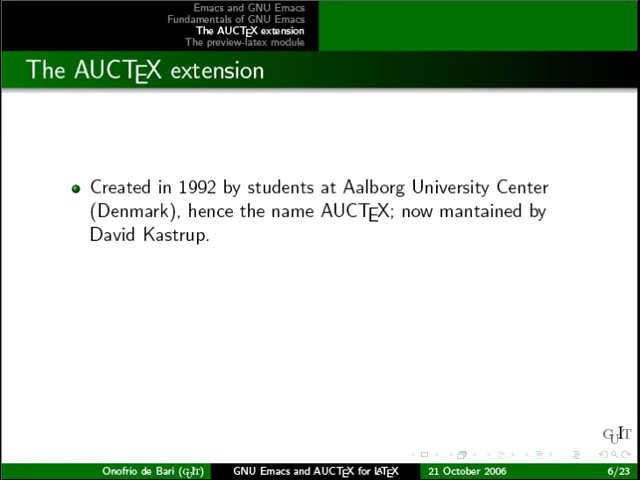 Emacs and GNU Emacs
Fundamentals of GNU Emacs
The AUCTEX extension
The preview-latex module
The AUCTEX extension
Created in 1992 by students at Aalborg University Center
(Denmark), hence the name AUCTEX; now mantained by
David Kastrup.
GUIT
Onofrio de Bari (GUIT) GNU Emacs and AUCTEX for LATEX 21 October 2006 6/23